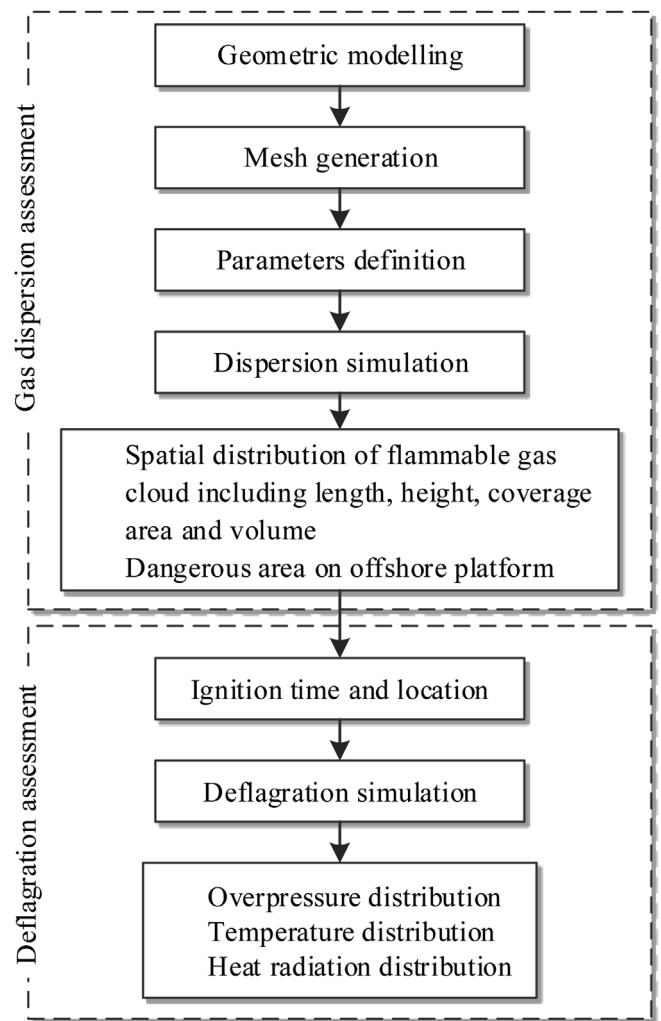 Gas dispersion assessment
Geometric modelling
Mesh generation
Parameters definition
Dispersion simulation
Spatial distribution of flammable gas
cloud including length, height, coverage
area and volume
Dangerous area on offshore platform
Deflagration assessment
Ignition time and location
Deflagration simulation
Overpressure distribution
Temperature distribution
Heat radiation distribution